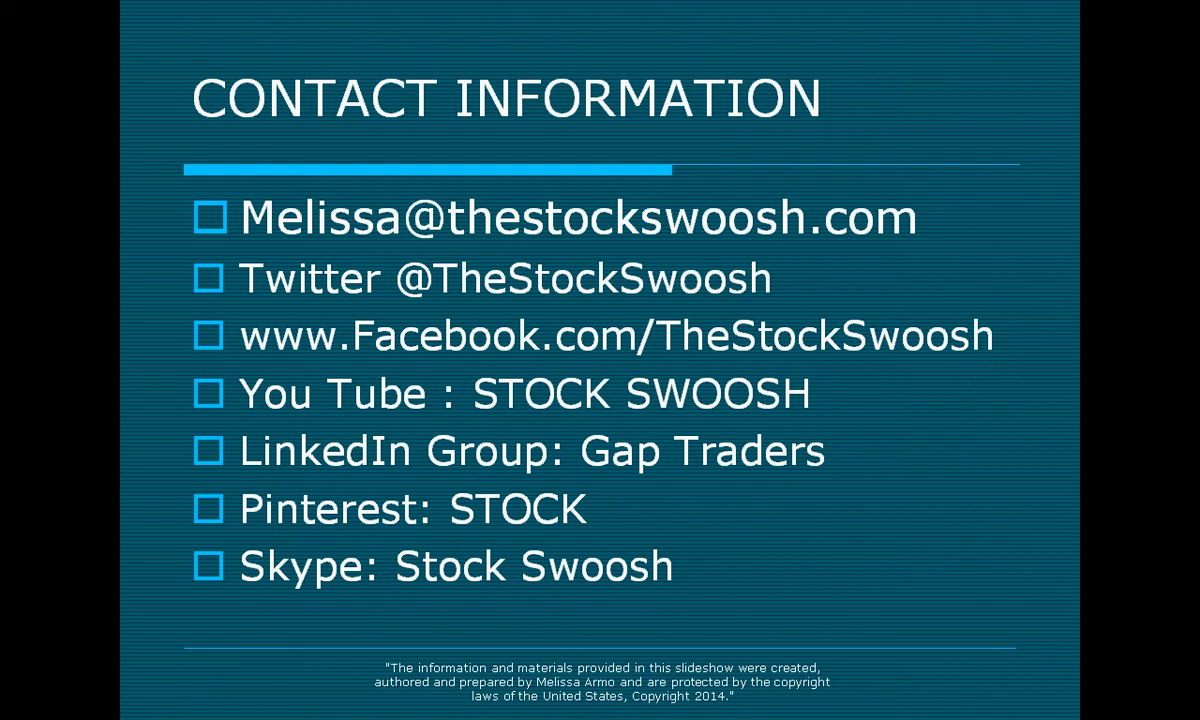 CONTACT INFORMATION
Melissa@thestockswoosh.com
Twitter @TheStockSwoosh
www.Facebook.com/TheStockSwoosh
You Tube : STOCK SWOOSH
LinkedIn Group: Gap Traders
Pinterest: STOCK
Skype: Stock Swoosh
"The information and materials provided in this slideshow were created,
authored and prepared by Melissa Armo and are protected by the copyright
laws of the United States, Copyright 2014."